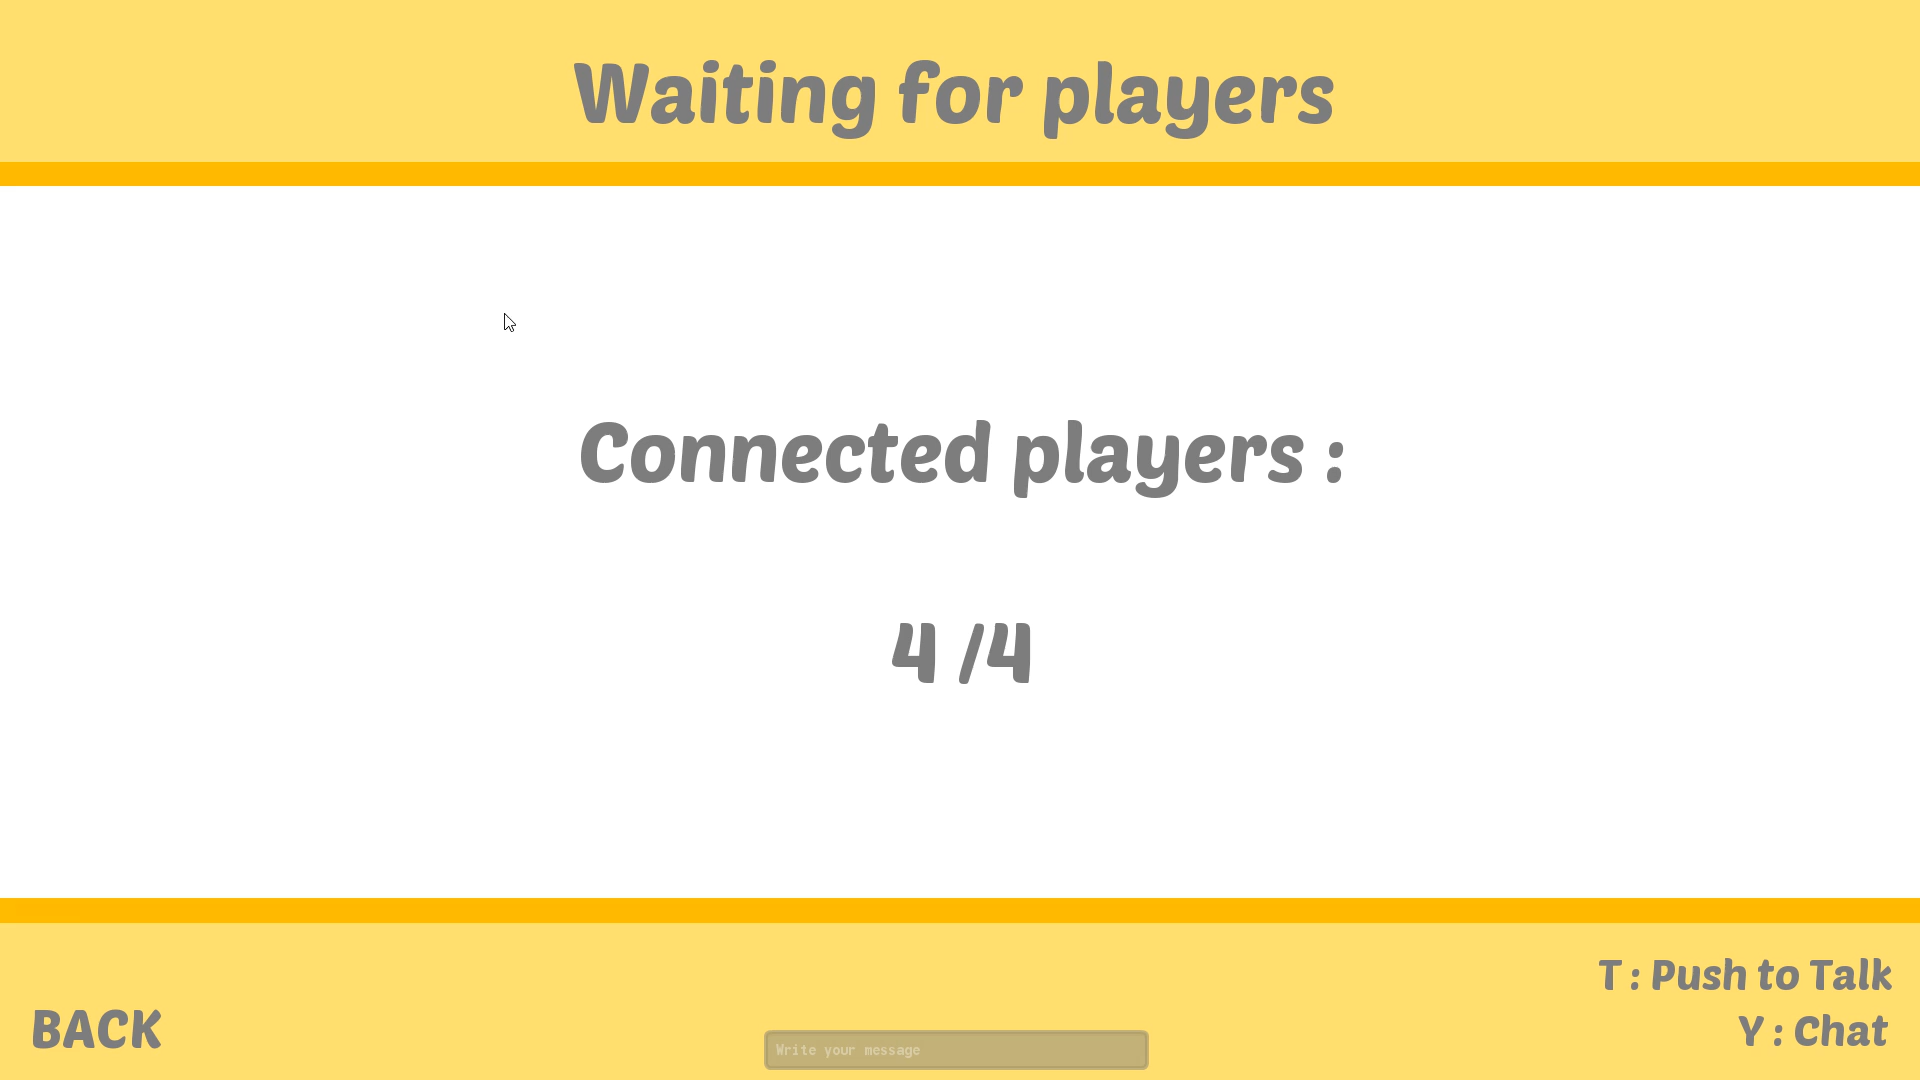 Waiting for players
Connected players :
4 /4
T : Push to Talk
Y : Chat
BACK
Write your message